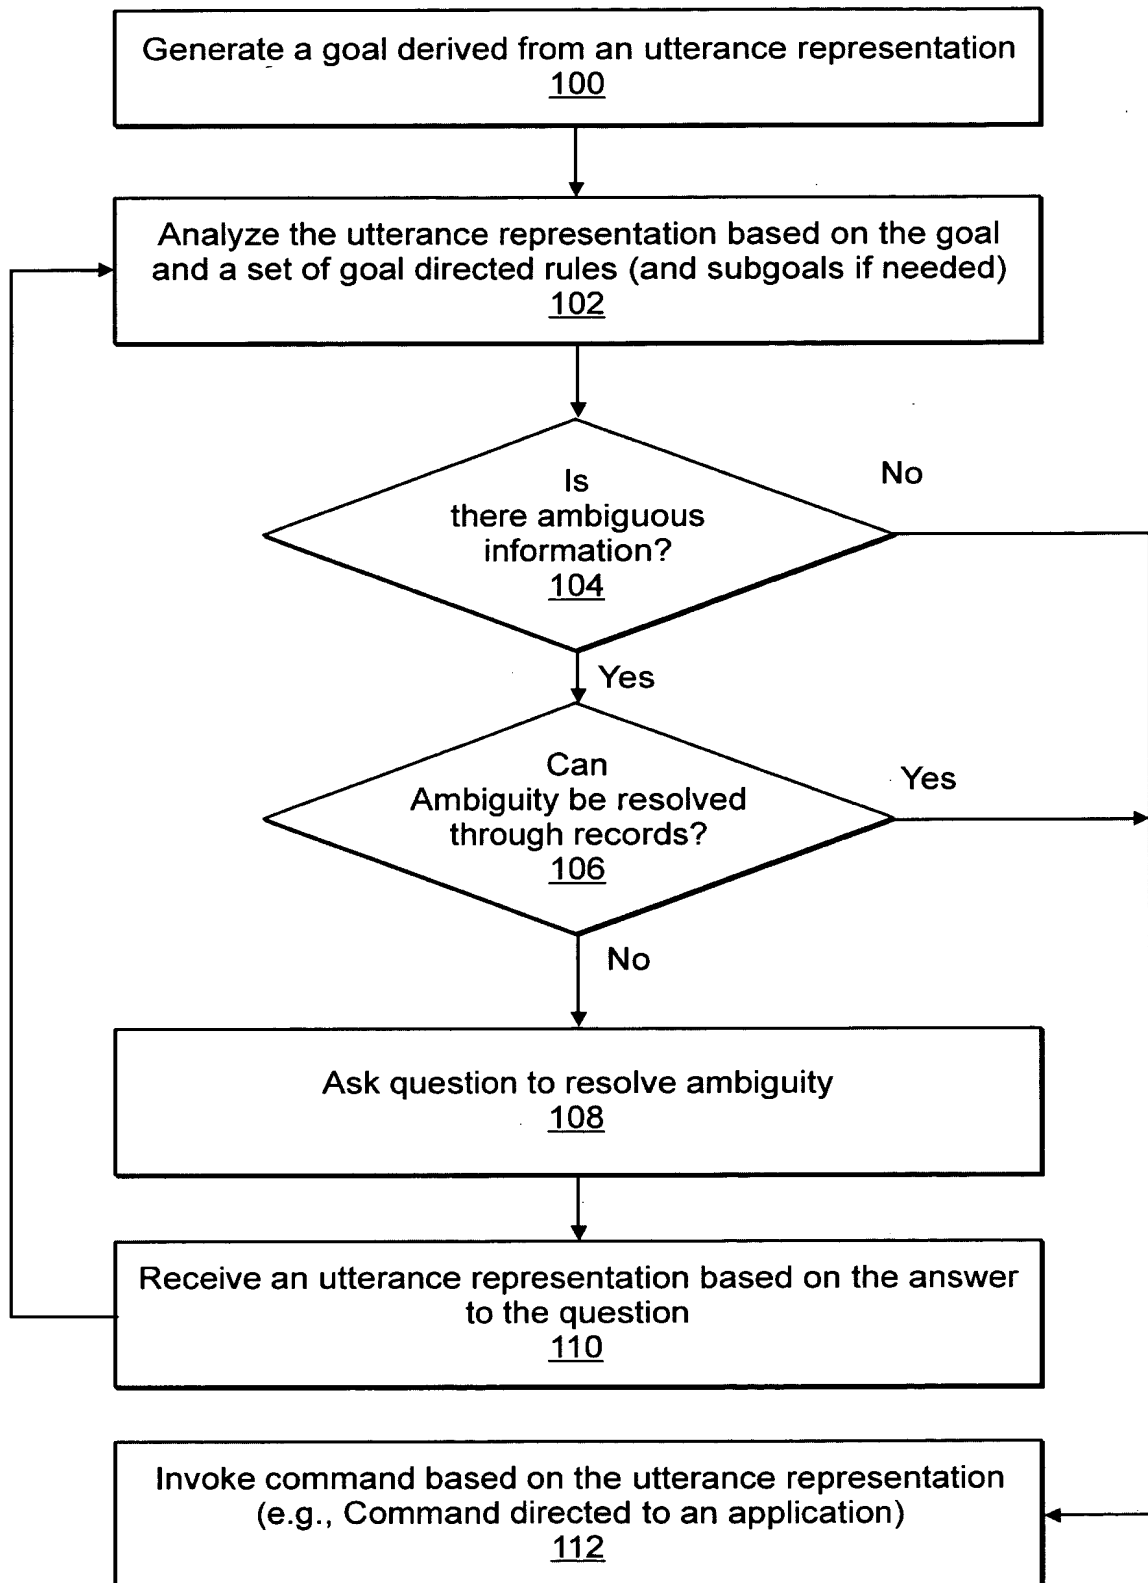 Generate a goal derived from an utterance representation
100
Analyze the utterance representation based on the goal
and a set of goal directed rules (and subgoals if needed)
102
Is
there ambiguous
information?
104
No
Yes
Can
Ambiguity be resolved
through records?
106
Yes
No
Ask question to resolve ambiguity
108
Receive an utterance representation based on the answer
to the question
110
Invoke command based on the utterance representation
(e.g., Command directed to an application)
112